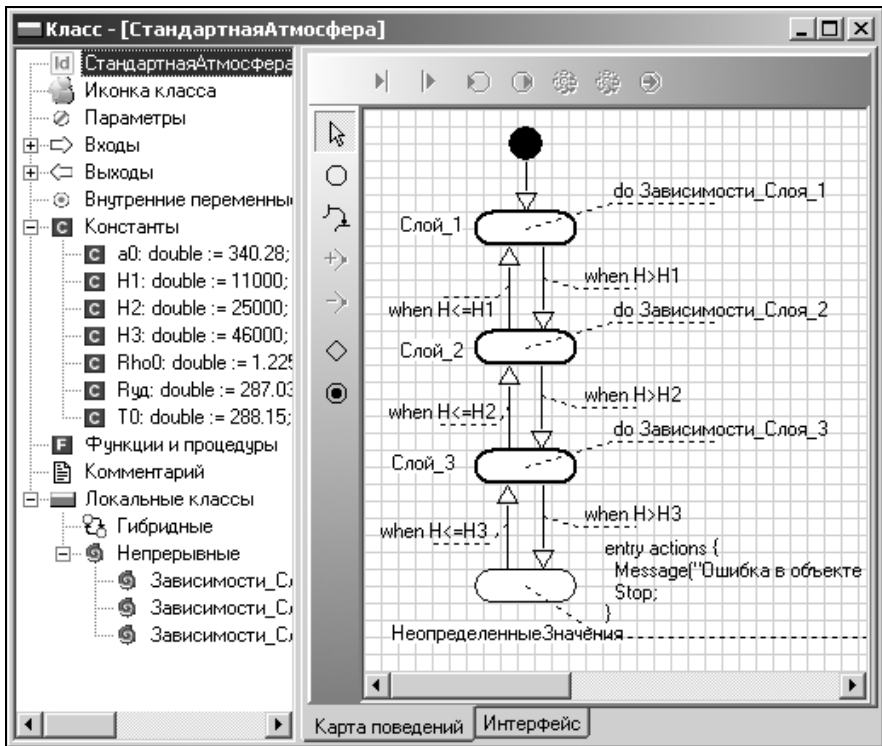 Класс - [СтандартнаяАтмосфера]
Id СтандартнаяАтмосфера
Иконка класса
Параметры
Входы
Выходы
Внутренние переменны
C Константы
C a0: double := 340.28;
C H1: double := 11000;
C H2: double := 25000;
C H3: double := 46000;
C Rho0: double := 1.225
C Rуд: double := 287.03
C T0: double := 288.15;
F Функции и процедуры
Комментарий
Локальные классы
Гибридные
Непрерывные
Зависимости_Сл
Зависимости_Сл
Зависимости_Сл
do Зависимости_Слоя_1
Слой_1
when H>H1
when H<=H1
do Зависимости_Слоя_2
Слой_2
when H>H2
when H<=H2
do Зависимости_Слоя_3
Слой_3
when H>H3
when H<=H3
entry actions {
Message("Ошибка в объекте
Stop;
}
НеопределенныеЗначения
Карта поведений
Интерфейс